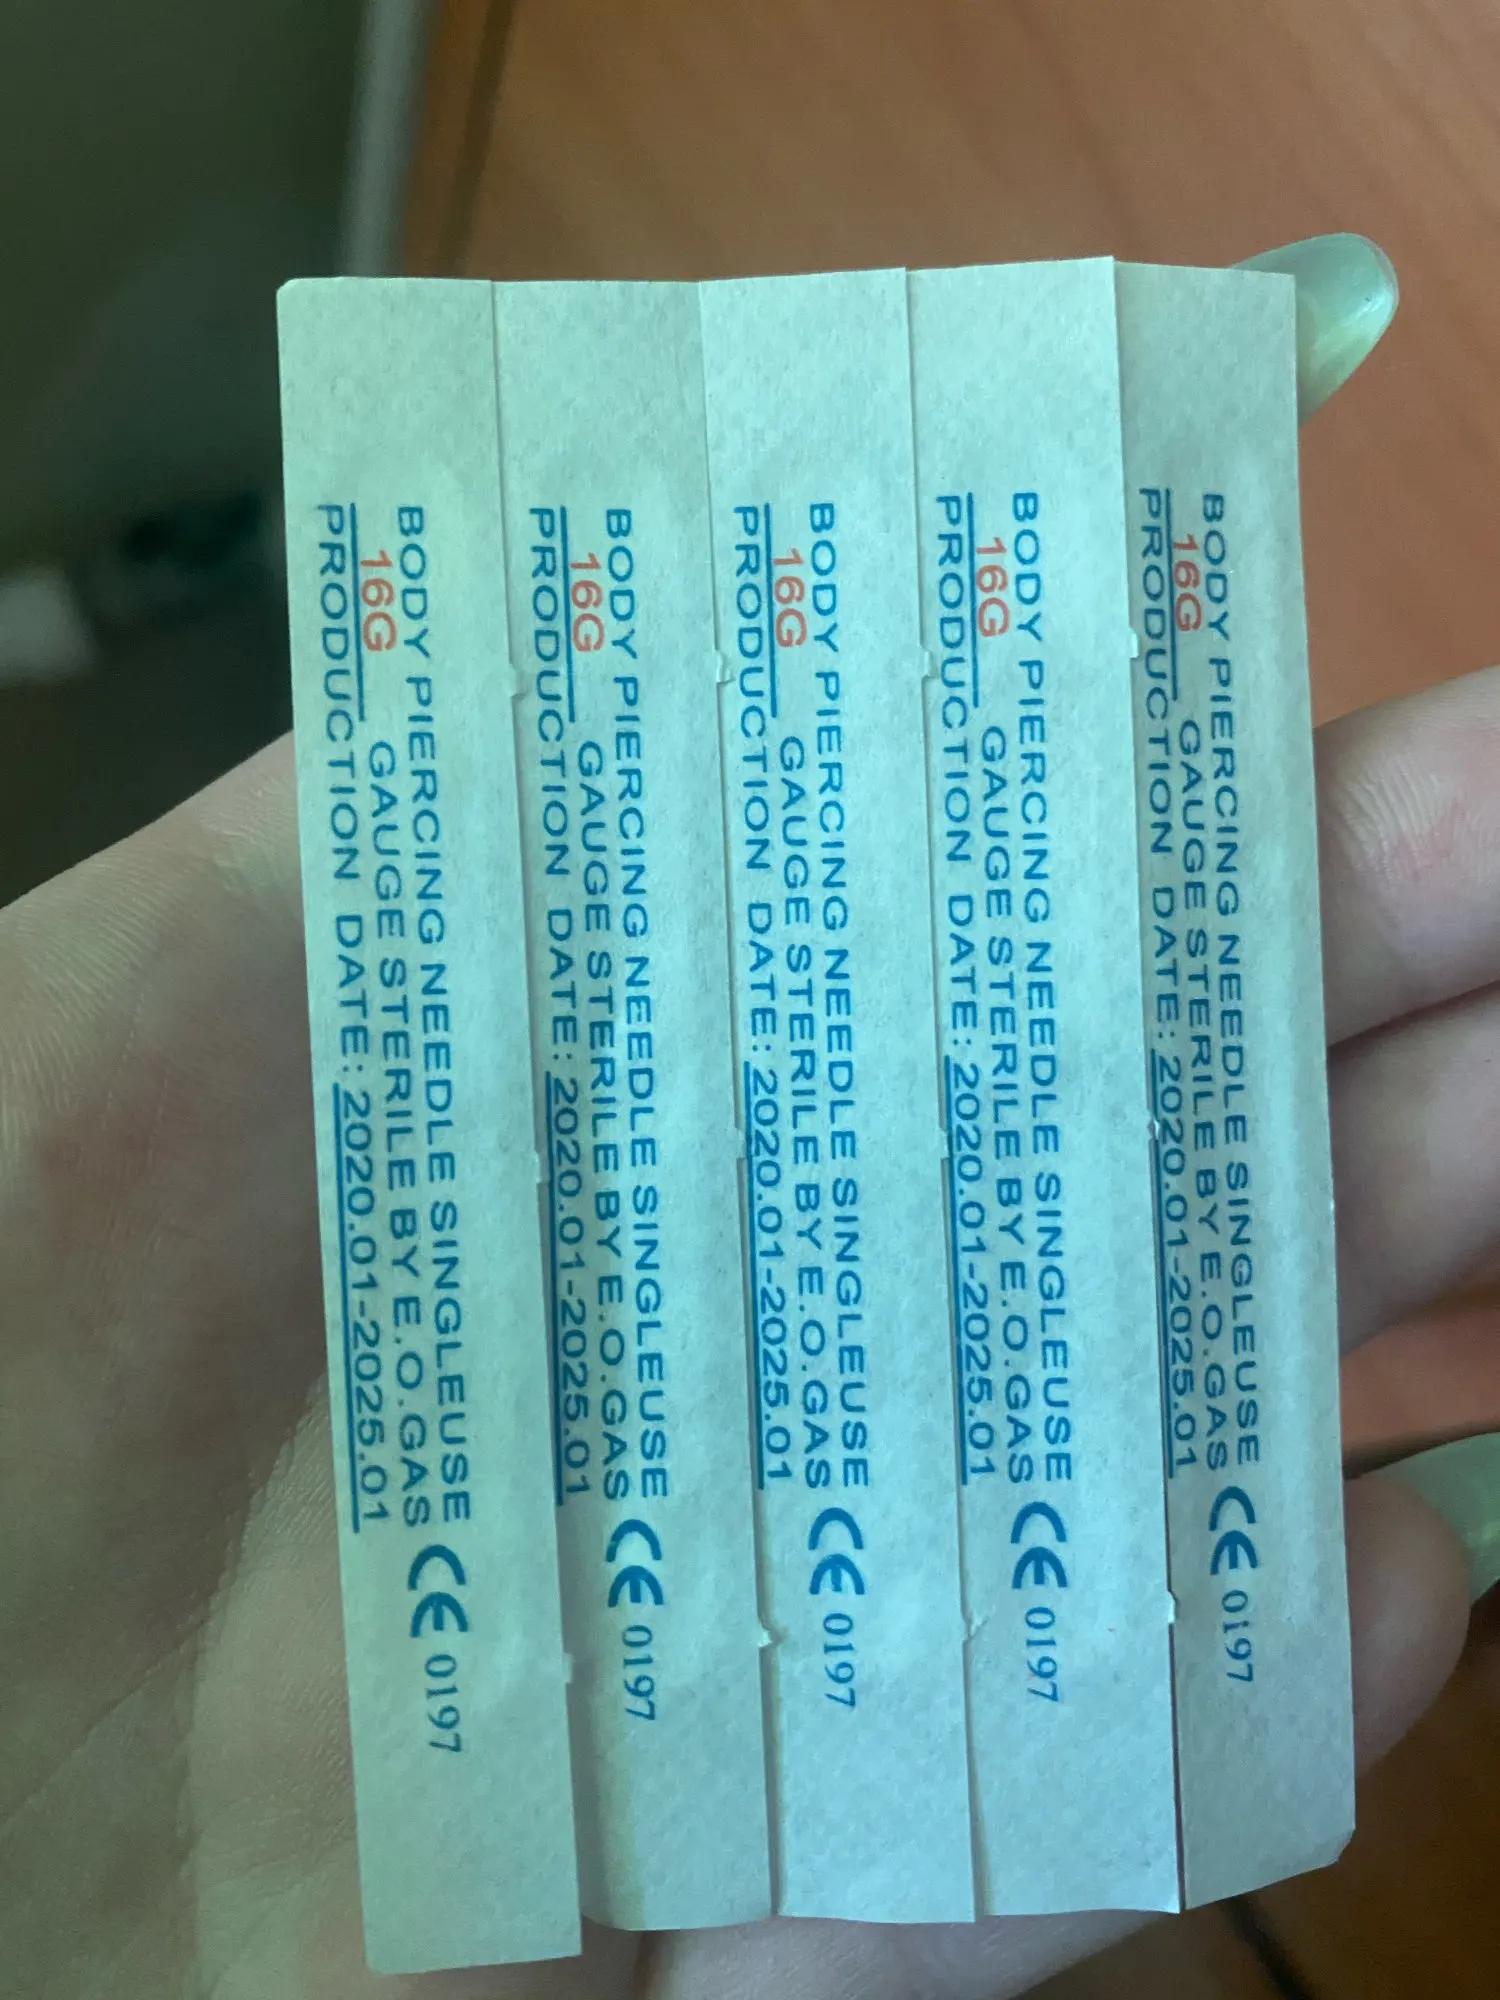 BODY PIERCING NEEDLE SINGLEUSE
16G GAUGE STERILE BY E.O.GAS
PRODUCTION DATE: 2020.01-2025.01
CE 0197
BODY PIERCING NEEDLE SINGLEUSE
16G GAUGE STERILE BY E.O.GAS
PRODUCTION DATE: 2020.01-2025.01
CE 0197
BODY PIERCING NEEDLE SINGLEUSE
16G GAUGE STERILE BY E.O.GAS
PRODUCTION DATE: 2020.01-2025.01
CE 0197
BODY PIERCING NEEDLE SINGLEUSE
16G GAUGE STERILE BY E.O.GAS
PRODUCTION DATE: 2020.01-2025.01
CE 0197
BODY PIERCING NEEDLE SINGLEUSE
16G GAUGE STERILE BY E.O.GAS
PRODUCTION DATE: 2020.01-2025.01
CE 0197